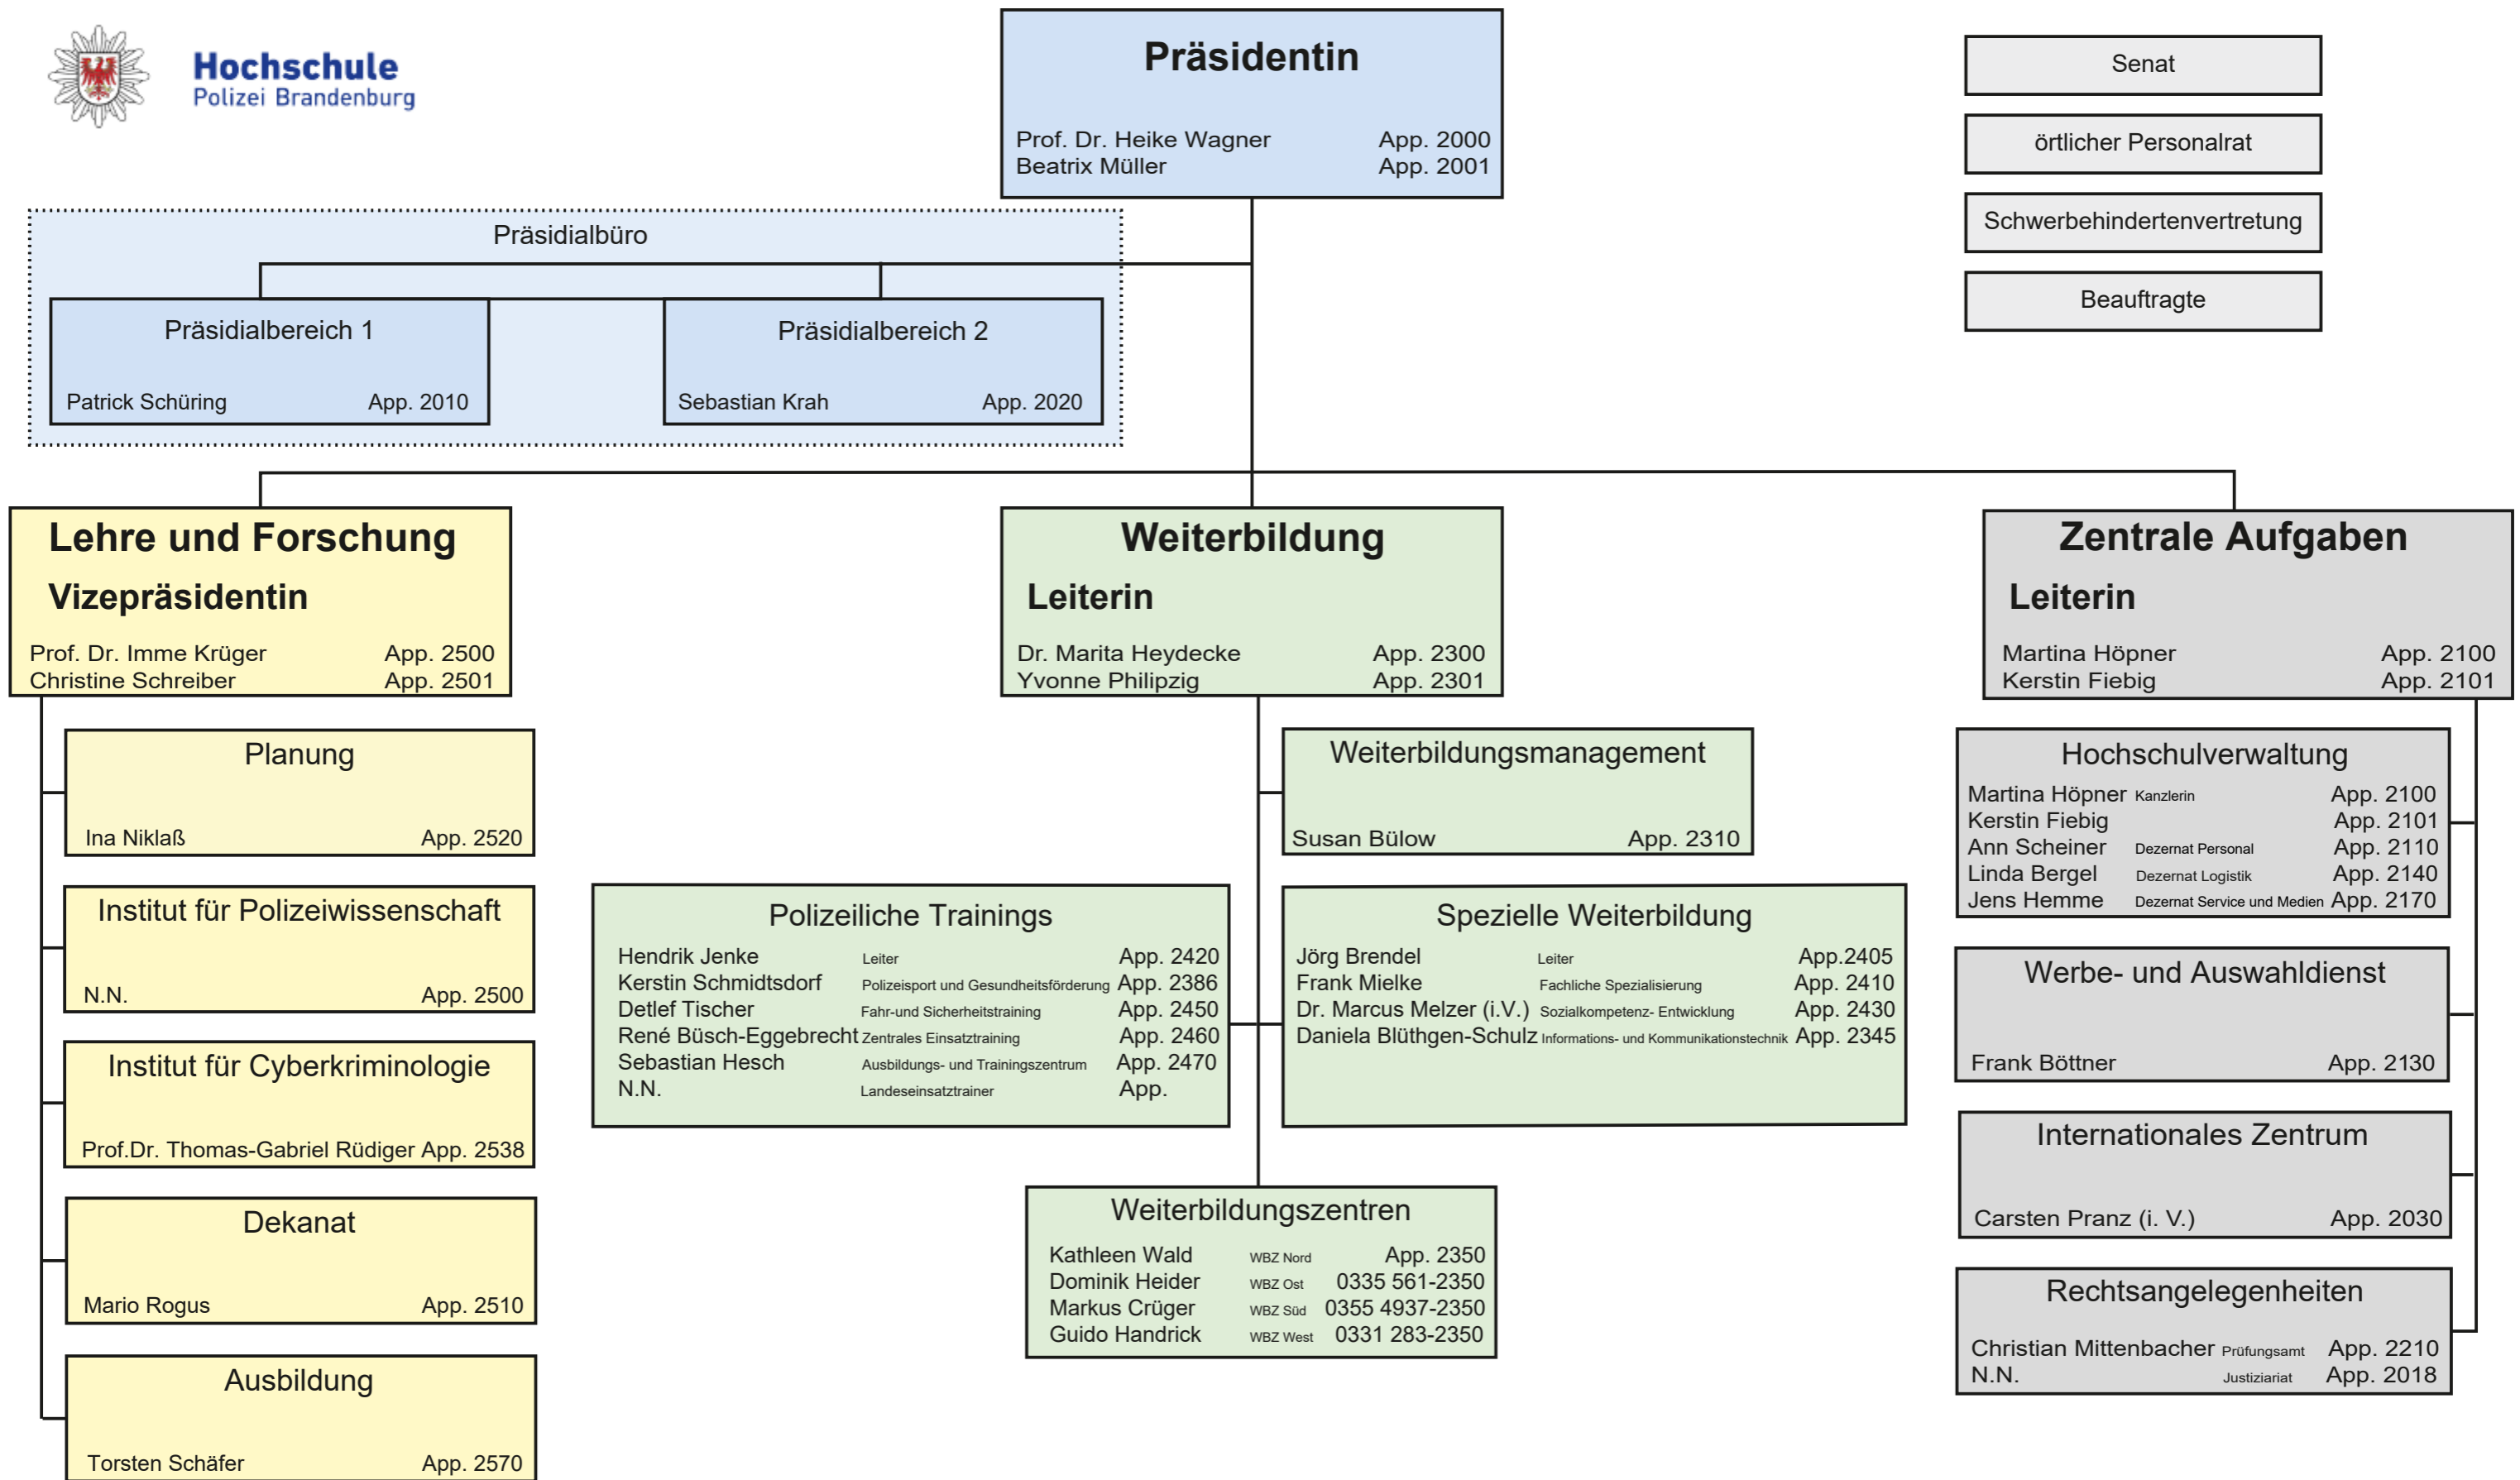 Hochschule
Polizei Brandenburg
Präsidentin
Prof. Dr. Heike Wagner App. 2000
Beatrix Müller App. 2001
Senat
örtlicher Personalrat
Schwerbehindertenvertretung
Beauftragte
Präsidialbüro
Präsidialbereich 1
Patrick Schüring App. 2010
Präsidialbereich 2
Sebastian Krah App. 2020
Lehre und Forschung
Vizepräsidentin
Prof. Dr. Imme Krüger App. 2500
Christine Schreiber App. 2501
Planung
Ina Niklaß App. 2520
Institut für Polizeiwissenschaft
N.N. App. 2500
Institut für Cyberkriminologie
Prof.Dr. Thomas-Gabriel Rüdiger App. 2538
Dekanat
Mario Rogus App. 2510
Ausbildung
Torsten Schäfer App. 2570
Weiterbildung
Leiterin
Dr. Marita Heydecke App. 2300
Yvonne Philipzig App. 2301
Weiterbildungsmanagement
Susan Bülow App. 2310
Polizeiliche Trainings
Hendrik Jenke Leiter App. 2420
Kerstin Schmidtsdorf Polizeisport und Gesundheitsförderung App. 2386
Detlef Tischer Fahr-und Sicherheitstraining App. 2450
René Büsch-Eggebrecht Zentrales Einsatztraining App. 2460
Sebastian Hesch Ausbildungs- und Trainingszentrum App. 2470
N.N. Landeseinsatztrainer App.
Spezielle Weiterbildung
Jörg Brendel Leiter App.2405
Frank Mielke Fachliche Spezialisierung App. 2410
Dr. Marcus Melzer (i.V.) Sozialkompetenz- Entwicklung App. 2430
Daniela Blüthgen-Schulz Informations- und Kommunikationstechnik App. 2345
Weiterbildungszentren
Kathleen Wald WBZ Nord App. 2350
Dominik Heider WBZ Ost 0335 561-2350
Markus Crüger WBZ Süd 0355 4937-2350
Guido Handrick WBZ West 0331 283-2350
Zentrale Aufgaben
Leiterin
Martina Höpner App. 2100
Kerstin Fiebig App. 2101
Hochschulverwaltung
Martina Höpner Kanzlerin App. 2100
Kerstin Fiebig App. 2101
Ann Scheiner Dezernat Personal App. 2110
Linda Bergel Dezernat Logistik App. 2140
Jens Hemme Dezernat Service und Medien App. 2170
Werbe- und Auswahldienst
Frank Böttner App. 2130
Internationales Zentrum
Carsten Pranz (i. V.) App. 2030
Rechtsangelegenheiten
Christian Mittenbacher Prüfungsamt App. 2210
N.N. Justiziariat App. 2018